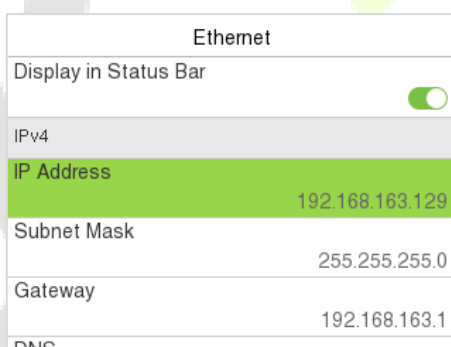 Ethernet
Display in Status Bar
IPv4
IP Address
192.168.163.129
Subnet Mask
255.255.255.0
Gateway
192.168.163.1
DNS